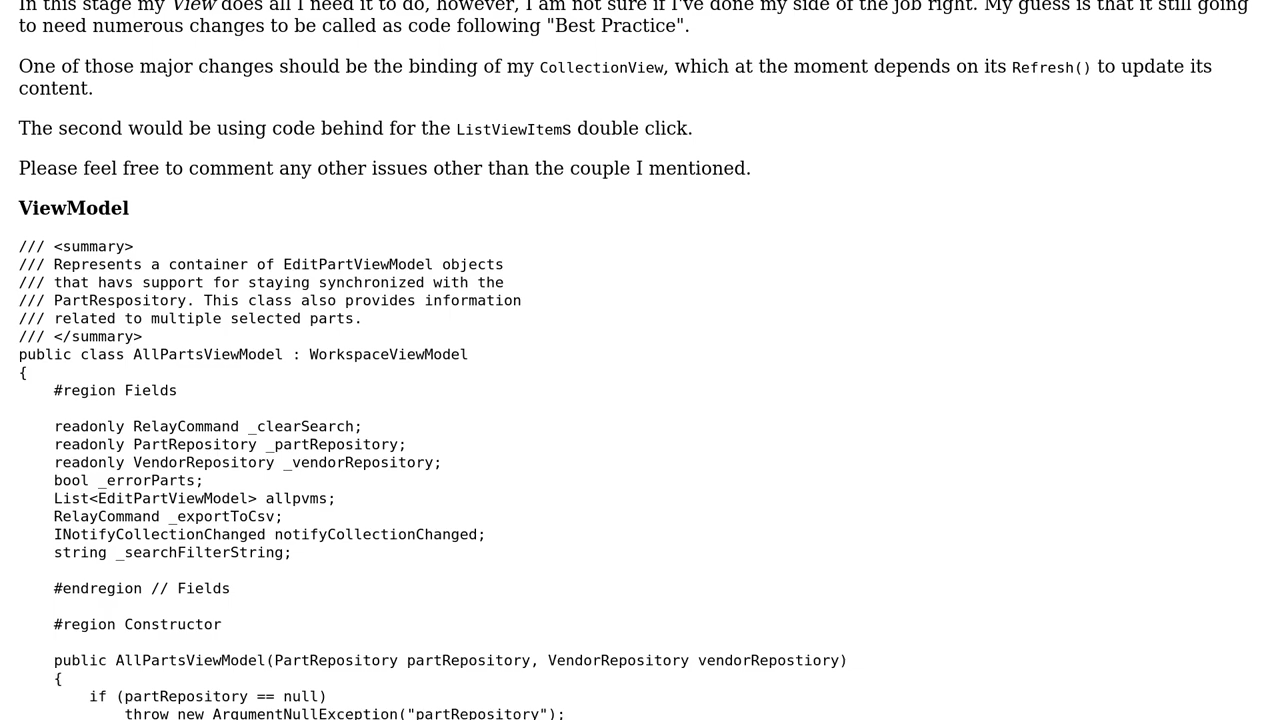 In this stage my View does all I need it to do, however, I am not sure if I've done my side of the job right. My guess is that it still going
to need numerous changes to be called as code following "Best Practice".
One of those major changes should be the binding of my CollectionView, which at the moment depends on its Refresh() to update its
content.
The second would be using code behind for the ListViewItems double click.
Please feel free to comment any other issues other than the couple I mentioned.
ViewModel
/// <summary>
/// Represents a container of EditPartViewModel objects
/// that havs support for staying synchronized with the
/// PartRespository. This class also provides information
/// related to multiple selected parts.
/// </summary>
public class AllPartsViewModel : WorkspaceViewModel
{
    #region Fields
    readonly RelayCommand _clearSearch;
    readonly PartRepository _partRepository;
    readonly VendorRepository _vendorRepository;
    bool _errorParts;
    List<EditPartViewModel> allpvms;
    RelayCommand _exportToCsv;
    INotifyCollectionChanged notifyCollectionChanged;
    string _searchFilterString;
    #endregion // Fields
    #region Constructor
    public AllPartsViewModel(PartRepository partRepository, VendorRepository vendorRepostiory)
    {
        if (partRepository == null)
            throw new ArgumentNullException("partRepository");